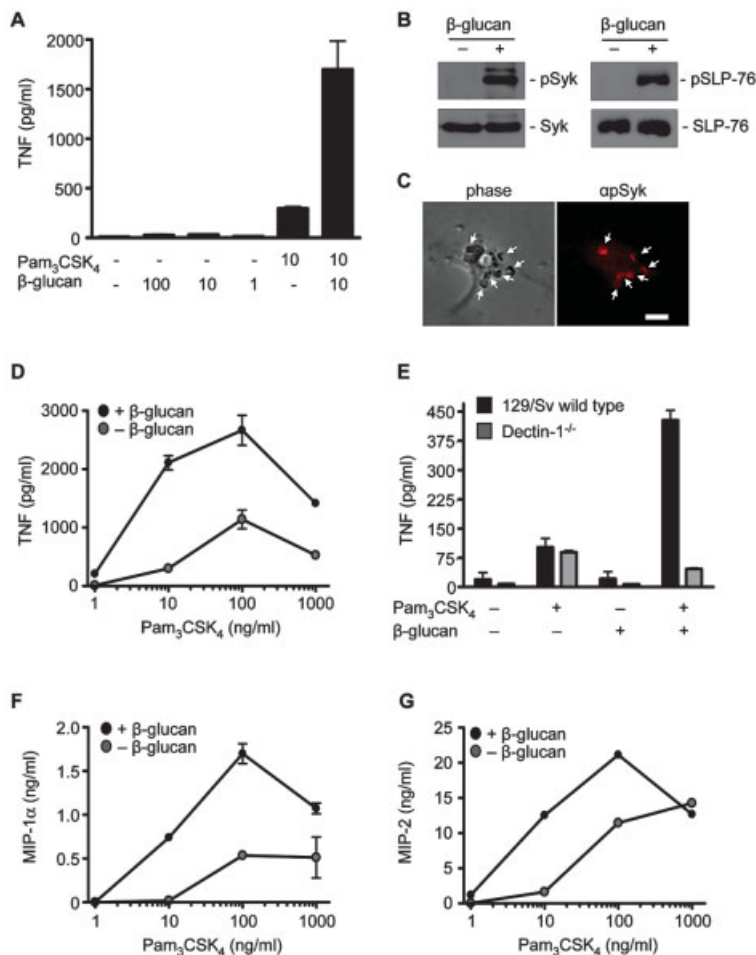 A
TNF (pg/ml)
2000
1500
1000
500
0
Pam3CSK4 - - - - 10 10
β-glucan - 100 10 1 - 10
B
β-glucan
– +
- pSyk
- Syk
β-glucan
– +
- pSLP-76
- SLP-76
C
phase
αpSyk
D
+ β-glucan
– β-glucan
TNF (pg/ml)
3000
2000
1000
0
1 10 100 1000
Pam3CSK4 (ng/ml)
E
129/Sv wild type
Dectin-1-/-
TNF (pg/ml)
450
375
300
225
150
75
0
Pam3CSK4 – + – +
β-glucan – – + +
F
+ β-glucan
– β-glucan
MIP-1α (ng/ml)
2.0
1.5
1.0
0.5
0
1 10 100 1000
Pam3CSK4 (ng/ml)
G
+ β-glucan
– β-glucan
MIP-2 (ng/ml)
25
20
15
10
5
0
1 10 100 1000
Pam3CSK4 (ng/ml)